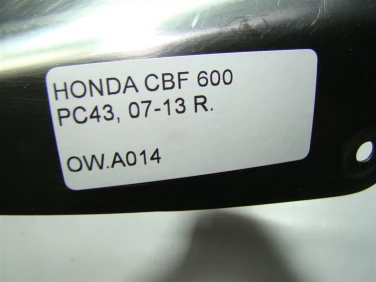 HONDA CBF 600
PC43, 07-13 R.
OW.A014